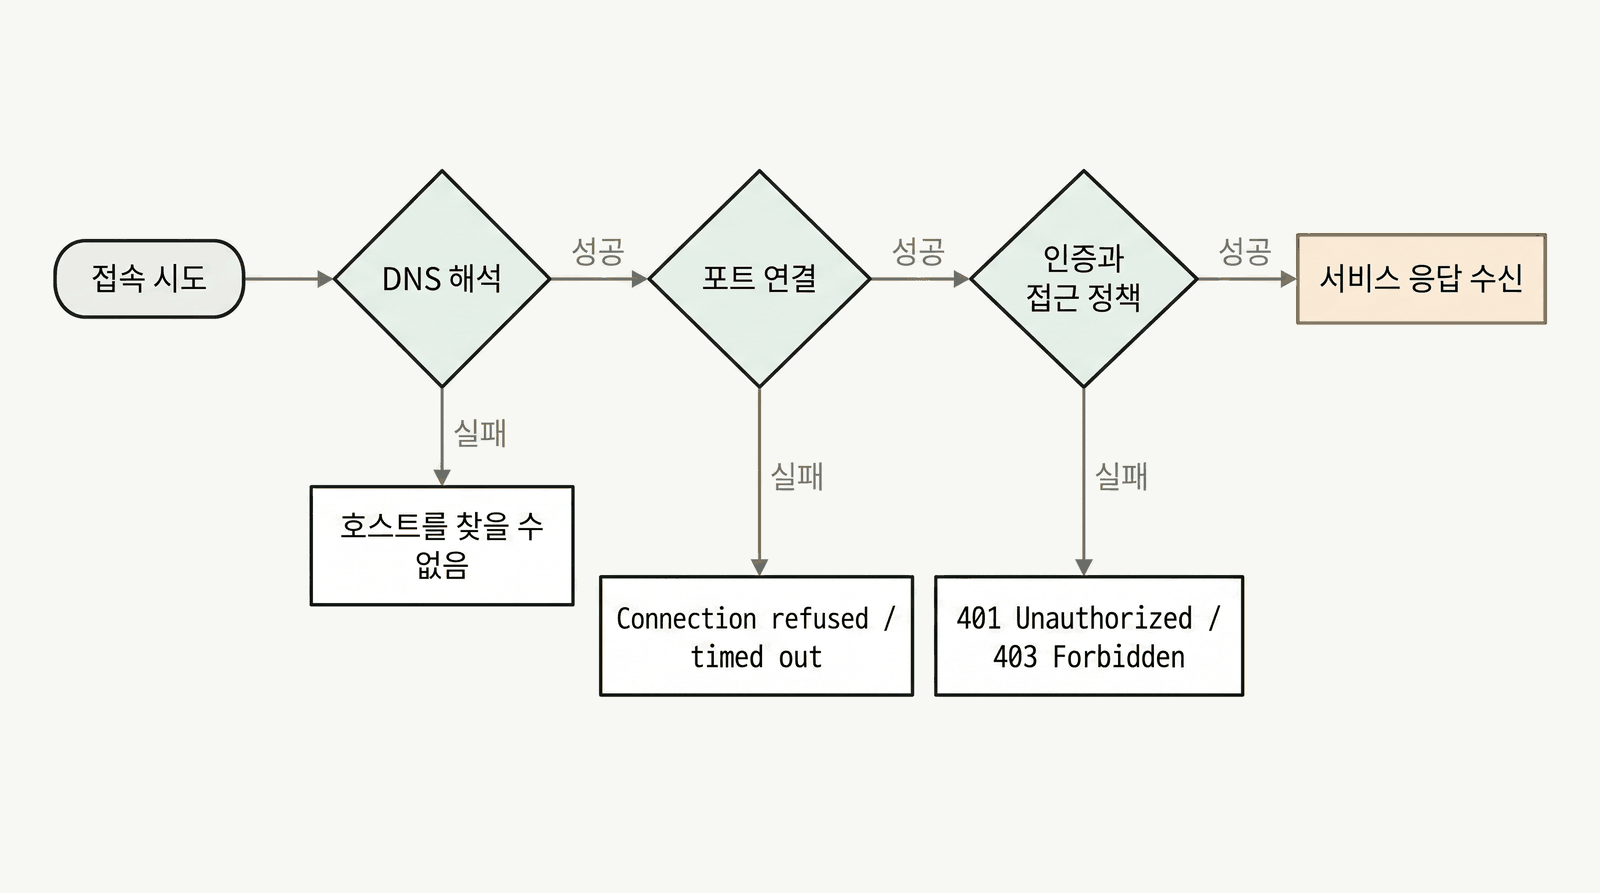 접속 시도
DNS 해석
성공
포트 연결
성공
인증과
접근 정책
성공
서비스 응답 수신
실패
실패
실패
호스트를 찾을 수
없음
Connection refused /
timed out
401 Unauthorized /
403 Forbidden